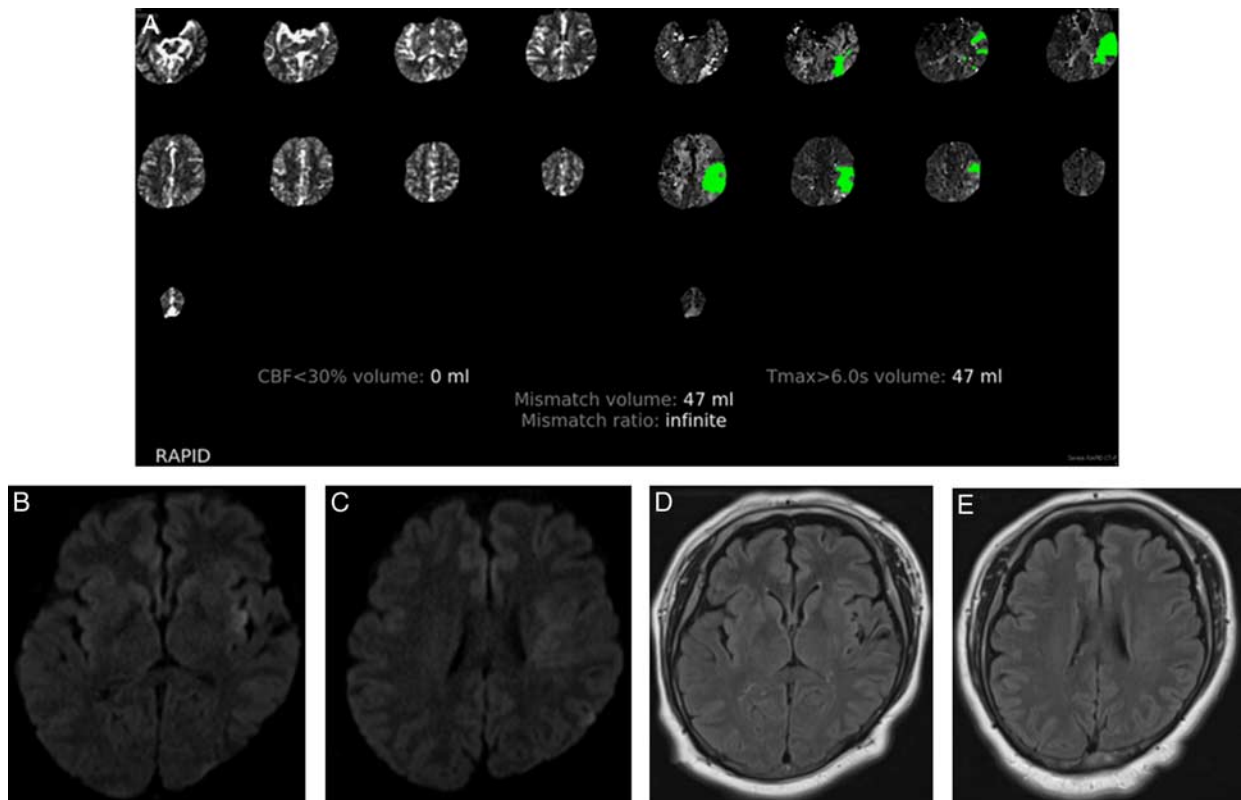 A
CBF<30% volume: 0 ml
Tmax>6.0s volume: 47 ml
Mismatch volume: 47 ml
Mismatch ratio: infinite
RAPID
B
C
D
E